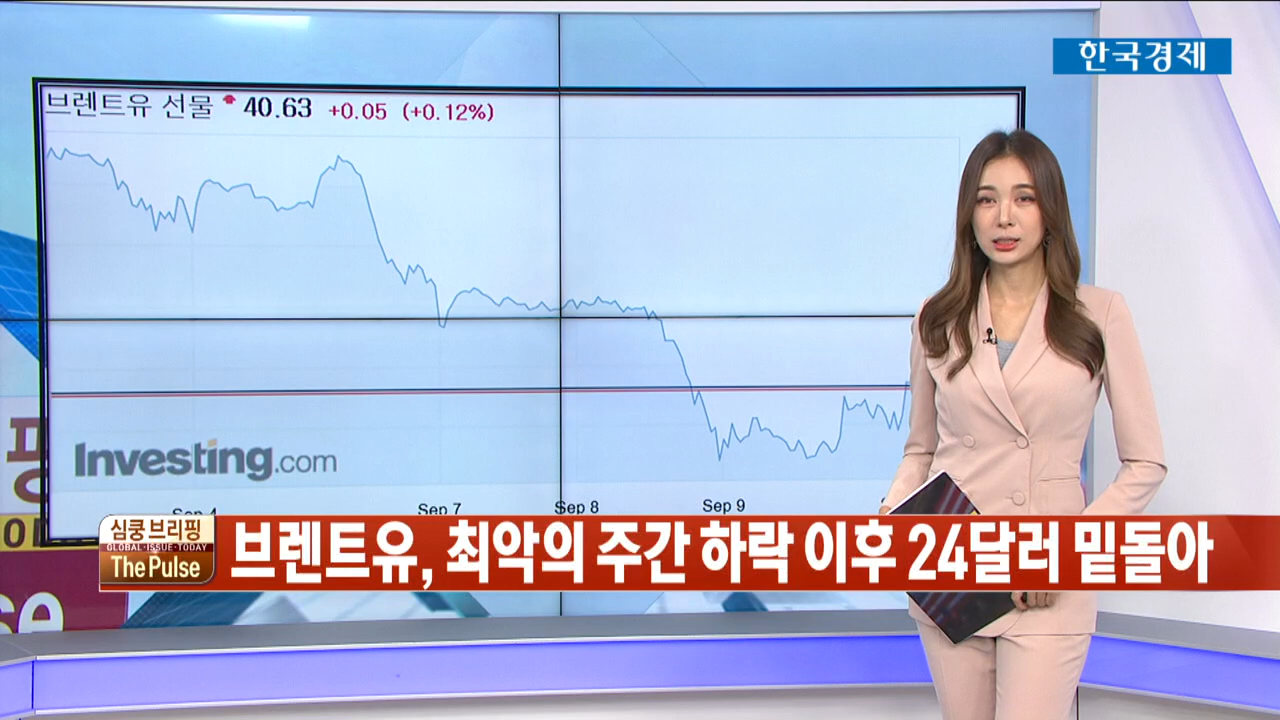 한국경제
브렌트유 선물 40.63 +0.05 (+0.12%)
Investing.com
Sep 7 Sep 8 Sep 9
심쿵 브리핑
GLOBAL·ISSUE·TODAY
The Pulse
브렌트유, 최악의 주간 하락 이후 24달러 밑돌아